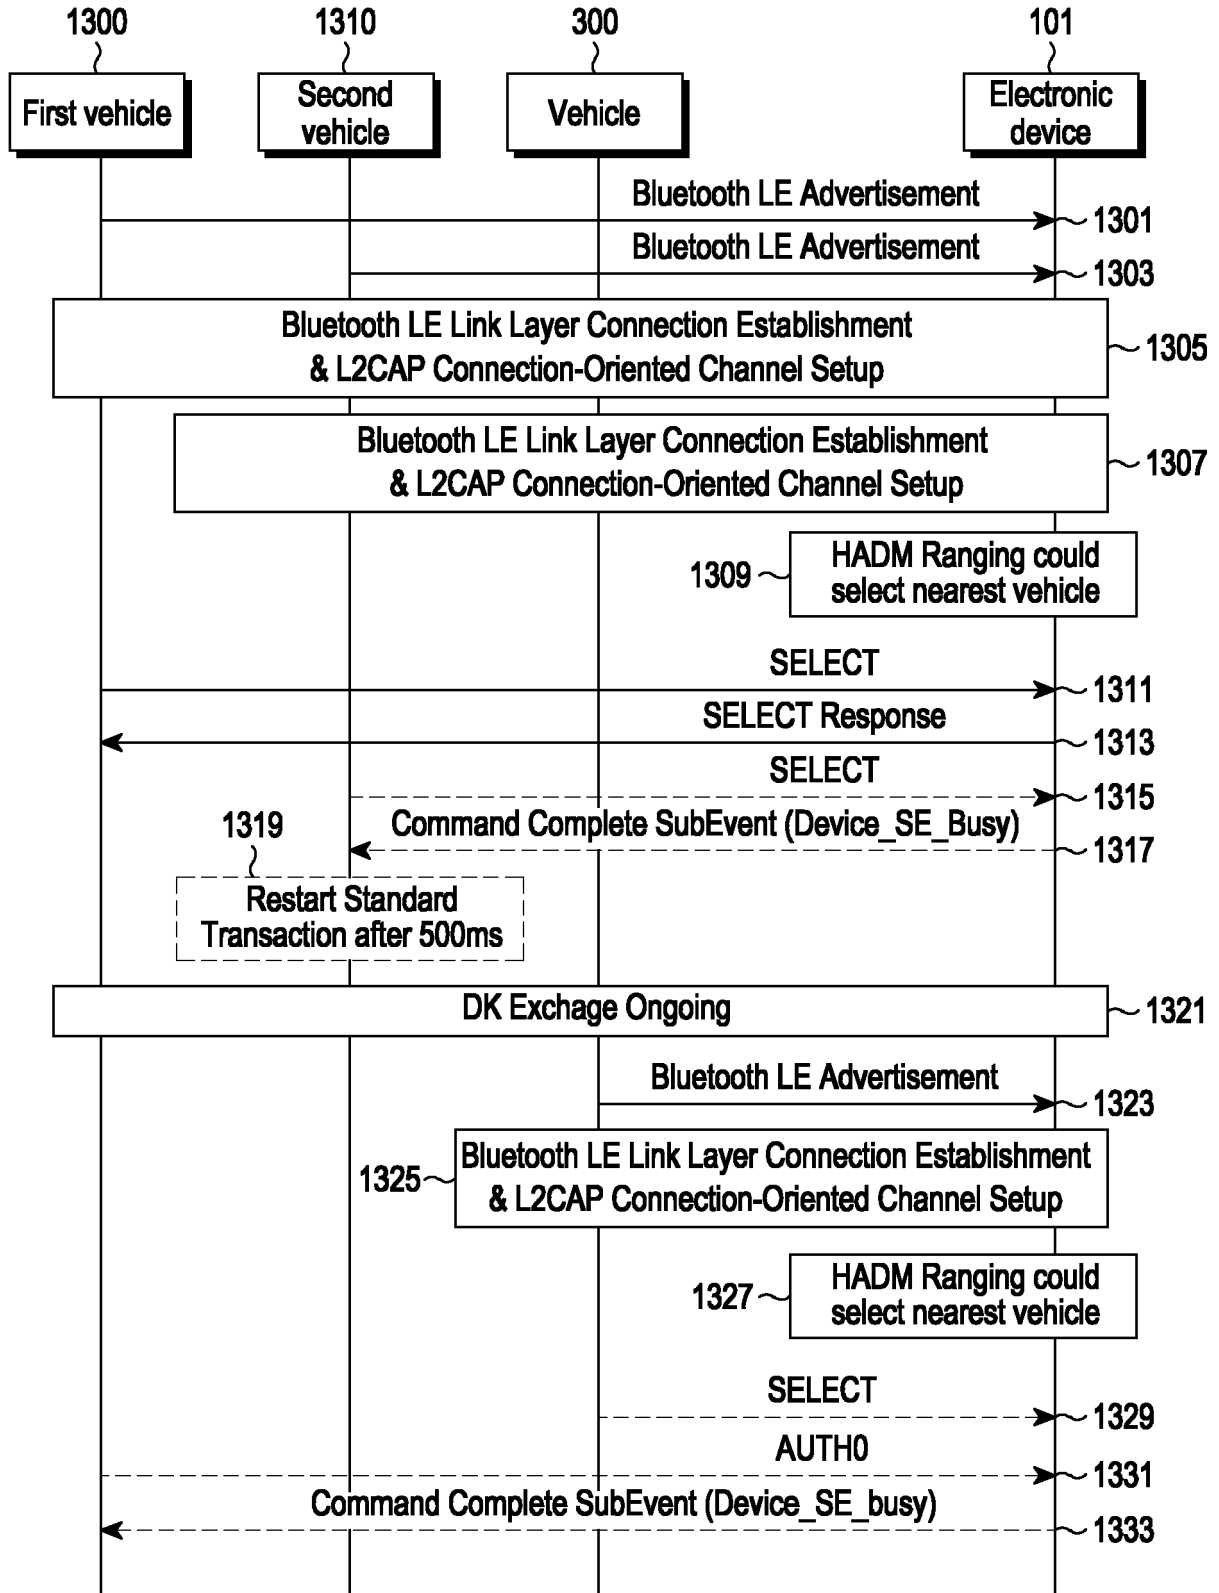 1300
1310
300
101
First vehicle
Second
vehicle
Vehicle
Electronic
device
Bluetooth LE Advertisement
1301
Bluetooth LE Advertisement
1303
Bluetooth LE Link Layer Connection Establishment
& L2CAP Connection-Oriented Channel Setup
1305
Bluetooth LE Link Layer Connection Establishment
& L2CAP Connection-Oriented Channel Setup
1307
1309
HADM Ranging could
select nearest vehicle
SELECT
1311
SELECT Response
1313
SELECT
1315
Command Complete SubEvent (Device_SE_Busy)
1317
1319
Restart Standard
Transaction after 500ms
DK Exchage Ongoing
1321
Bluetooth LE Advertisement
1323
1325
Bluetooth LE Link Layer Connection Establishment
& L2CAP Connection-Oriented Channel Setup
1327
HADM Ranging could
select nearest vehicle
SELECT
1329
AUTH0
1331
Command Complete SubEvent (Device_SE_busy)
1333